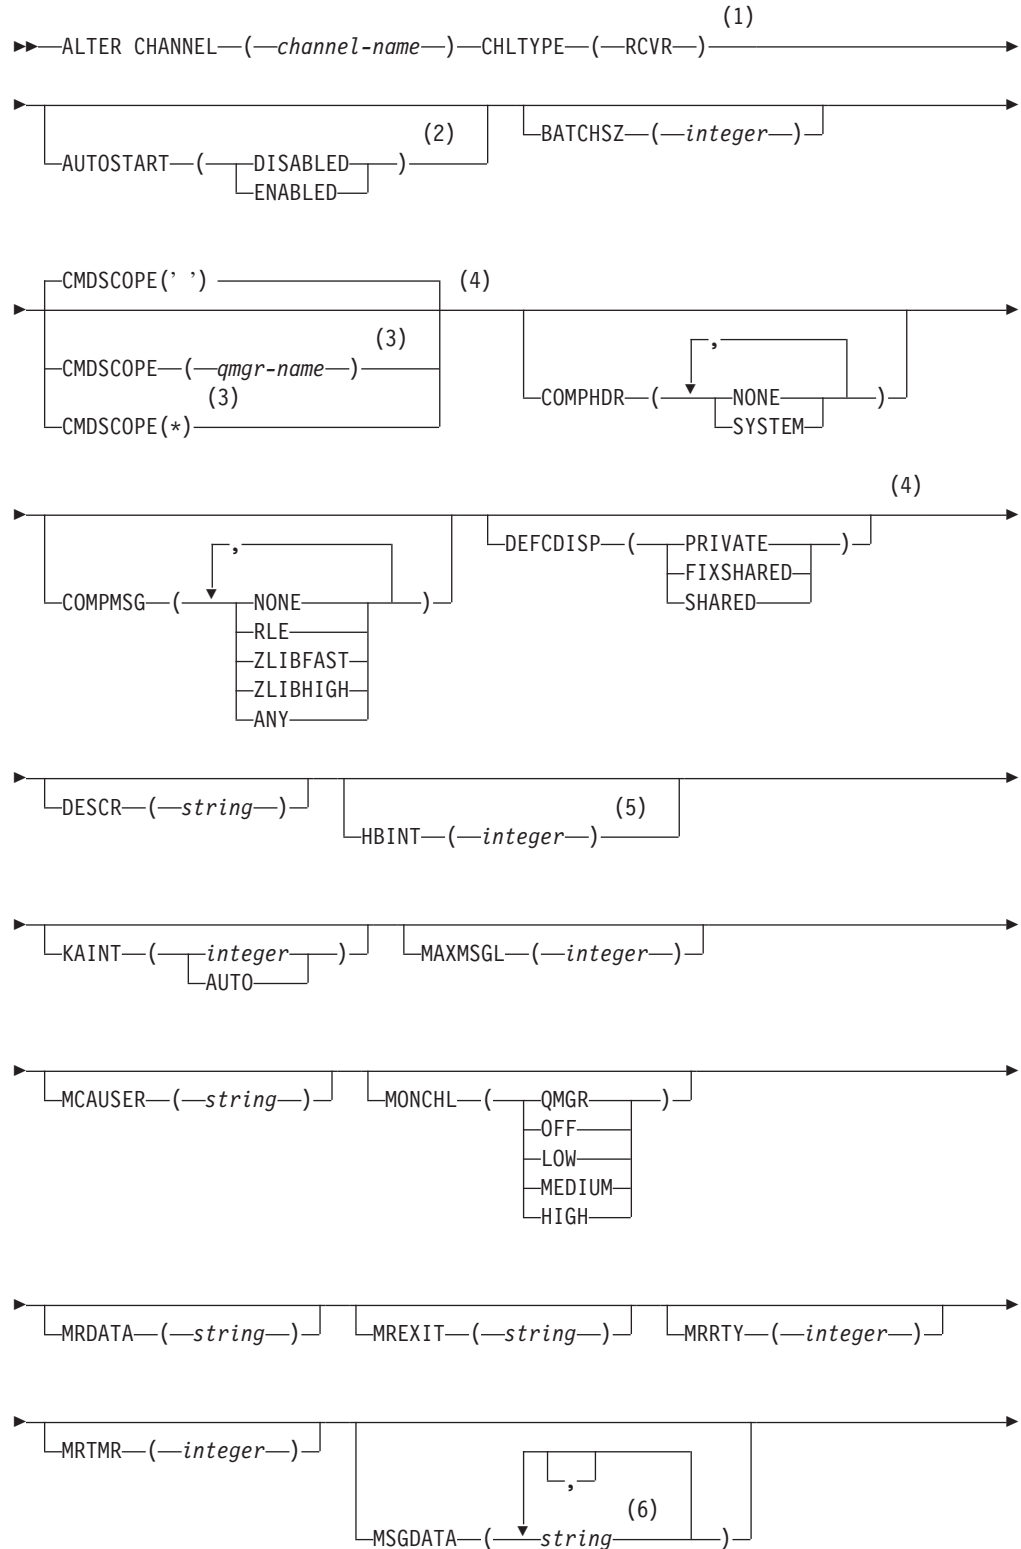 (1)
ALTER CHANNEL ( channel-name ) CHLTYPE ( RCVR )
(2)
AUTOSTART ( DISABLED )
ENABLED
BATCHSZ ( integer )
CMDSCOPE(' ')
(4)
(3)
CMDSCOPE ( qmgr-name )
(3)
CMDSCOPE(*)
,
COMPHDR ( NONE )
SYSTEM
,
COMPMSG ( NONE )
RLE
ZLIBFAST
ZLIBHIGH
ANY
(4)
DEFCDISP ( PRIVATE )
FIXSHARED
SHARED
DESCR ( string )
(5)
HBINT ( integer )
KAINT ( integer )
AUTO
MAXMSGL ( integer )
MCAUSER ( string )
MONCHL ( QMGR )
OFF
LOW
MEDIUM
HIGH
MRDATA ( string )
MREXIT ( string )
MRRTY ( integer )
MRTMR ( integer )
,
(6)
MSGDATA ( string )